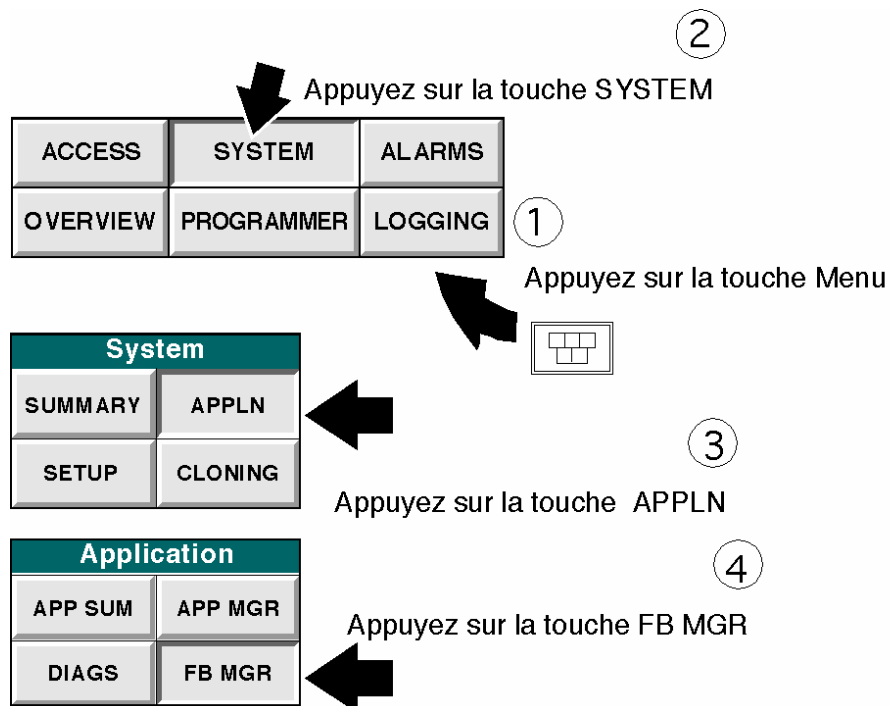 2
Appuyez sur la touche SYSTEM
ACCESS SYSTEM ALARMS
OVERVIEW PROGRAMMER LOGGING
1
Appuyez sur la touche Menu
System
SUMMARY APPLN
SETUP CLONING
3
Appuyez sur la touche APPLN
Application
APP SUM APP MGR
DIAGS FB MGR
4
Appuyez sur la touche FB MGR